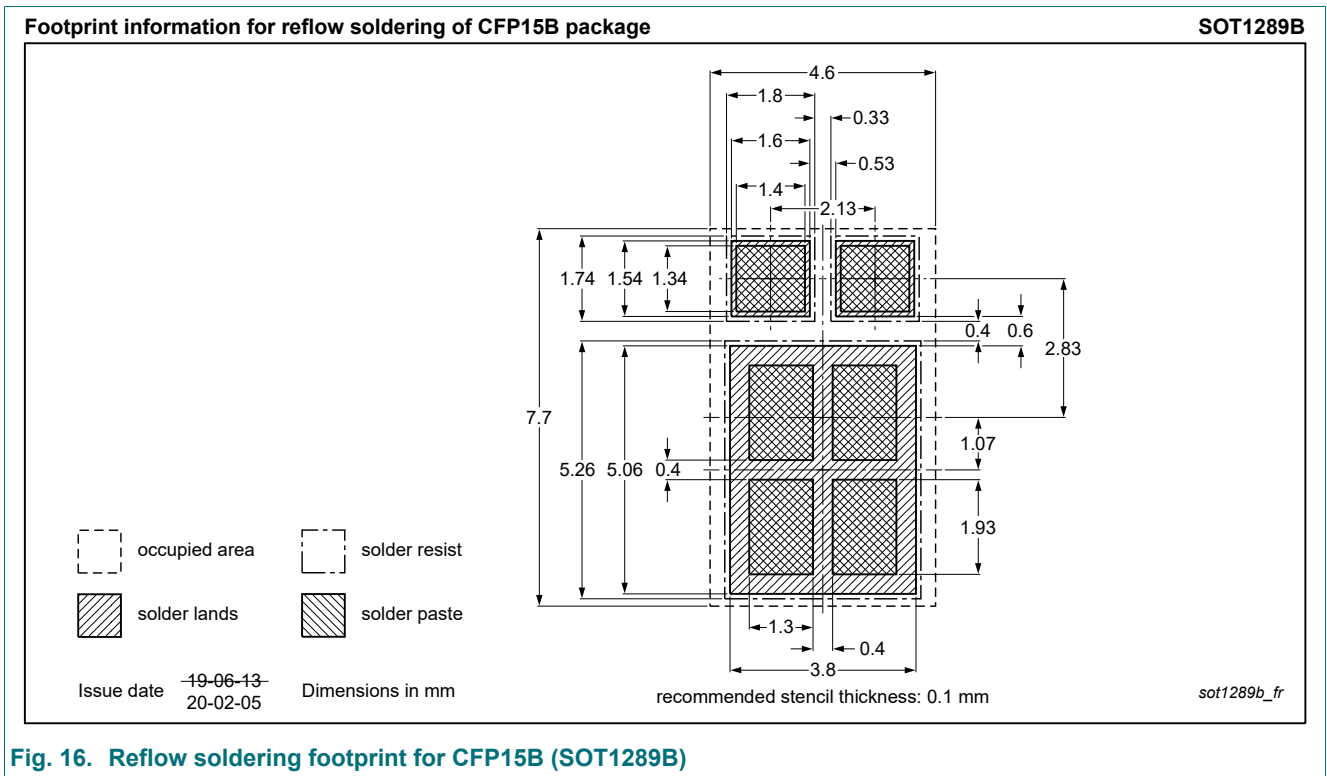 Footprint information for reflow soldering of CFP15B package SOT1289B
4.6
1.8
0.33
1.6
0.53
1.4
2.13
1.74 1.54 1.34
0.4 0.6
2.83
7.7
1.07
5.26 5.06 0.4
1.93
occupied area solder resist
solder lands solder paste
1.3
0.4
3.8
Issue date 19-06-13 Dimensions in mm
20-02-05
recommended stencil thickness: 0.1 mm
sot1289b_fr
Fig. 16. Reflow soldering footprint for CFP15B (SOT1289B)